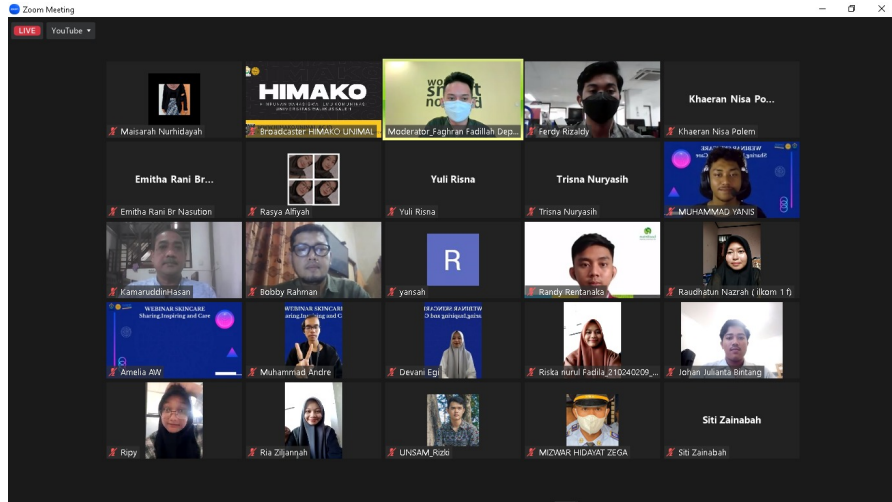 Zoom Meeting
LIVE
YouTube
Maisarah Nurhidayah
HIMAKO
Broadcaster HIMAKO UNIMAL
Moderator_Faghran Fadillah Dep...
Ferdy Rizaldy
Khaeran Nisa Po...
Khaeran Nisa Polem
Emitha Rani Br...
Emitha Rani Br Nasution
Rasya Alfiyah
Yuli Risna
Yuli Risna
Trisna Nuryasih
Trisna Nuryasih
MUHAMMAD YANIS
KamaruddinHasan
Bobby Rahman
R
yansah
Randy Rentanaka
Raudhatun Nazrah ( ilkom 1 f)
WEBINAR SKINCARE
Sharing,Inspiring and Care
Amelia AW
Muhammad Andre
Devani Egi
Riska nurul Fadila_210240209_...
Johan Julianta Bintang
Ripy
Ria Ziljannah
UNSAM_Rizki
MIZWAR HIDAYAT ZEGA
Siti Zainabah
Siti Zainabah